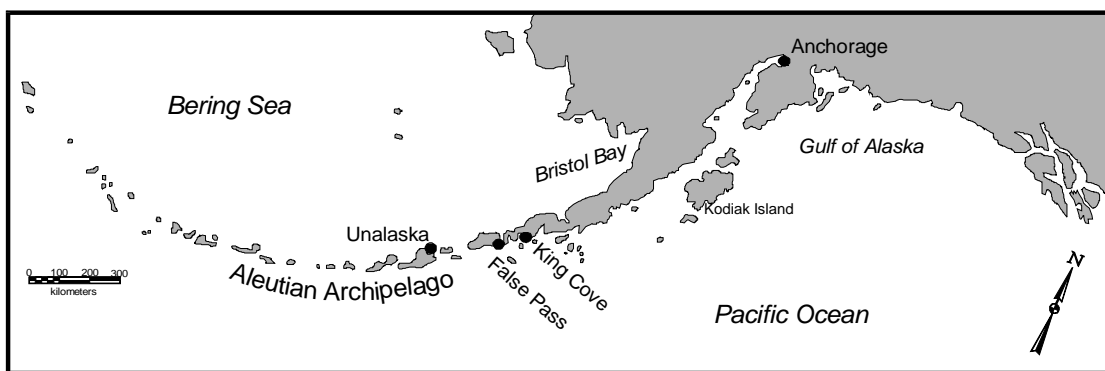 Anchorage
Bering Sea
Gulf of Alaska
Bristol Bay
Kodiak Island
Unalaska
King Cove
False Pass
Aleutian Archipelago
0 100 200 300
kilometers
Pacific Ocean
N